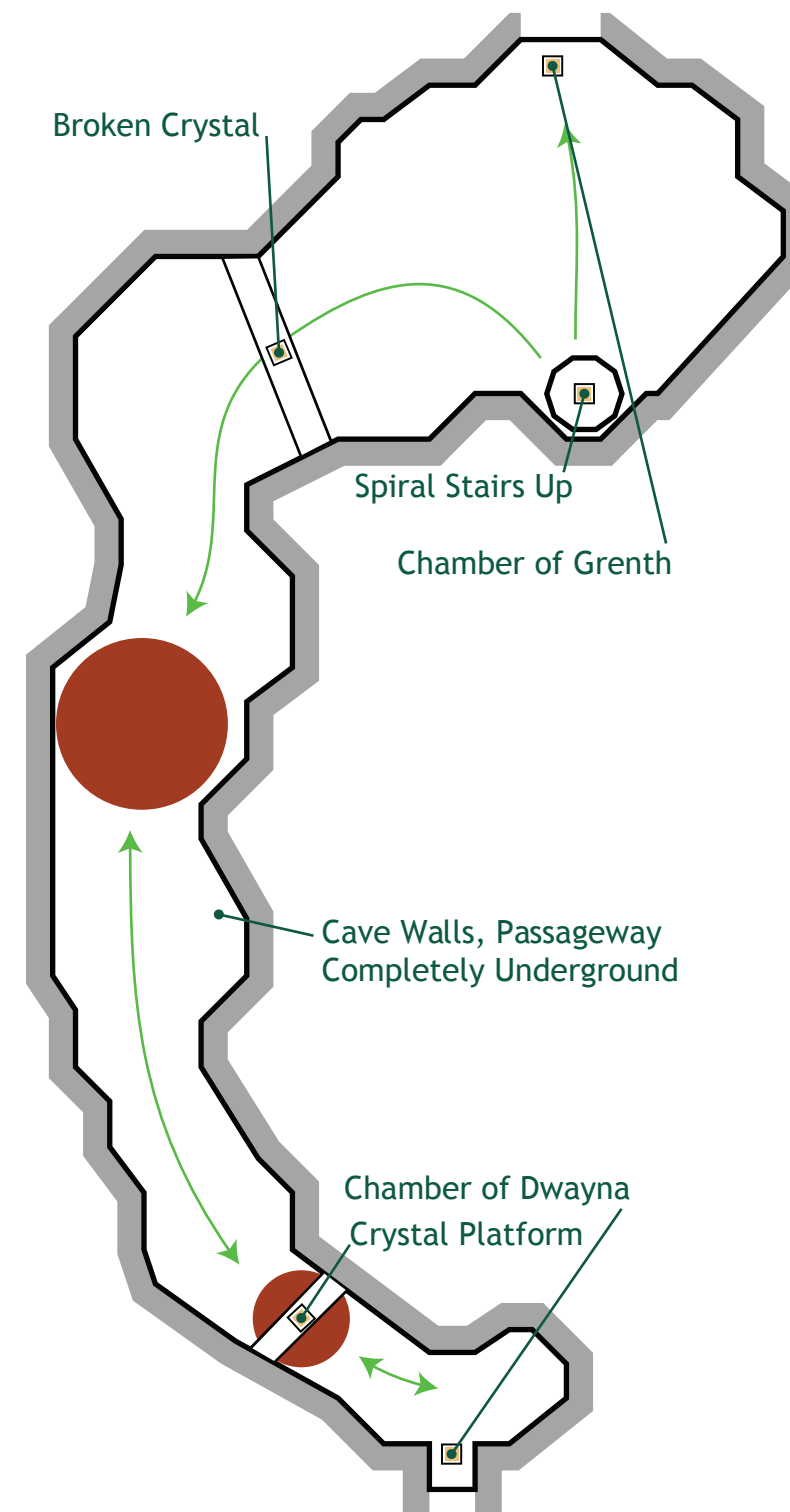 Broken Crystal
Spiral Stairs Up
Chamber of Grenth
Cave Walls, Passageway
Completely Underground
Chamber of Dwayna
Crystal Platform